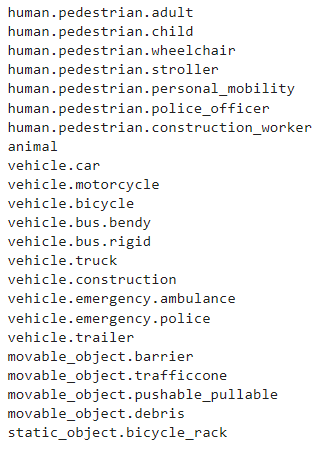 human.pedestrian.adult
human.pedestrian.child
human.pedestrian.wheelchair
human.pedestrian.stroller
human.pedestrian.personal_mobility
human.pedestrian.police_officer
human.pedestrian.construction_worker
animal
vehicle.car
vehicle.motorcycle
vehicle.bicycle
vehicle.bus.bendy
vehicle.bus.rigid
vehicle.truck
vehicle.construction
vehicle.emergency.ambulance
vehicle.emergency.police
vehicle.trailer
movable_object.barrier
movable_object.trafficcone
movable_object.pushable_pullable
movable_object.debris
static_object.bicycle_rack